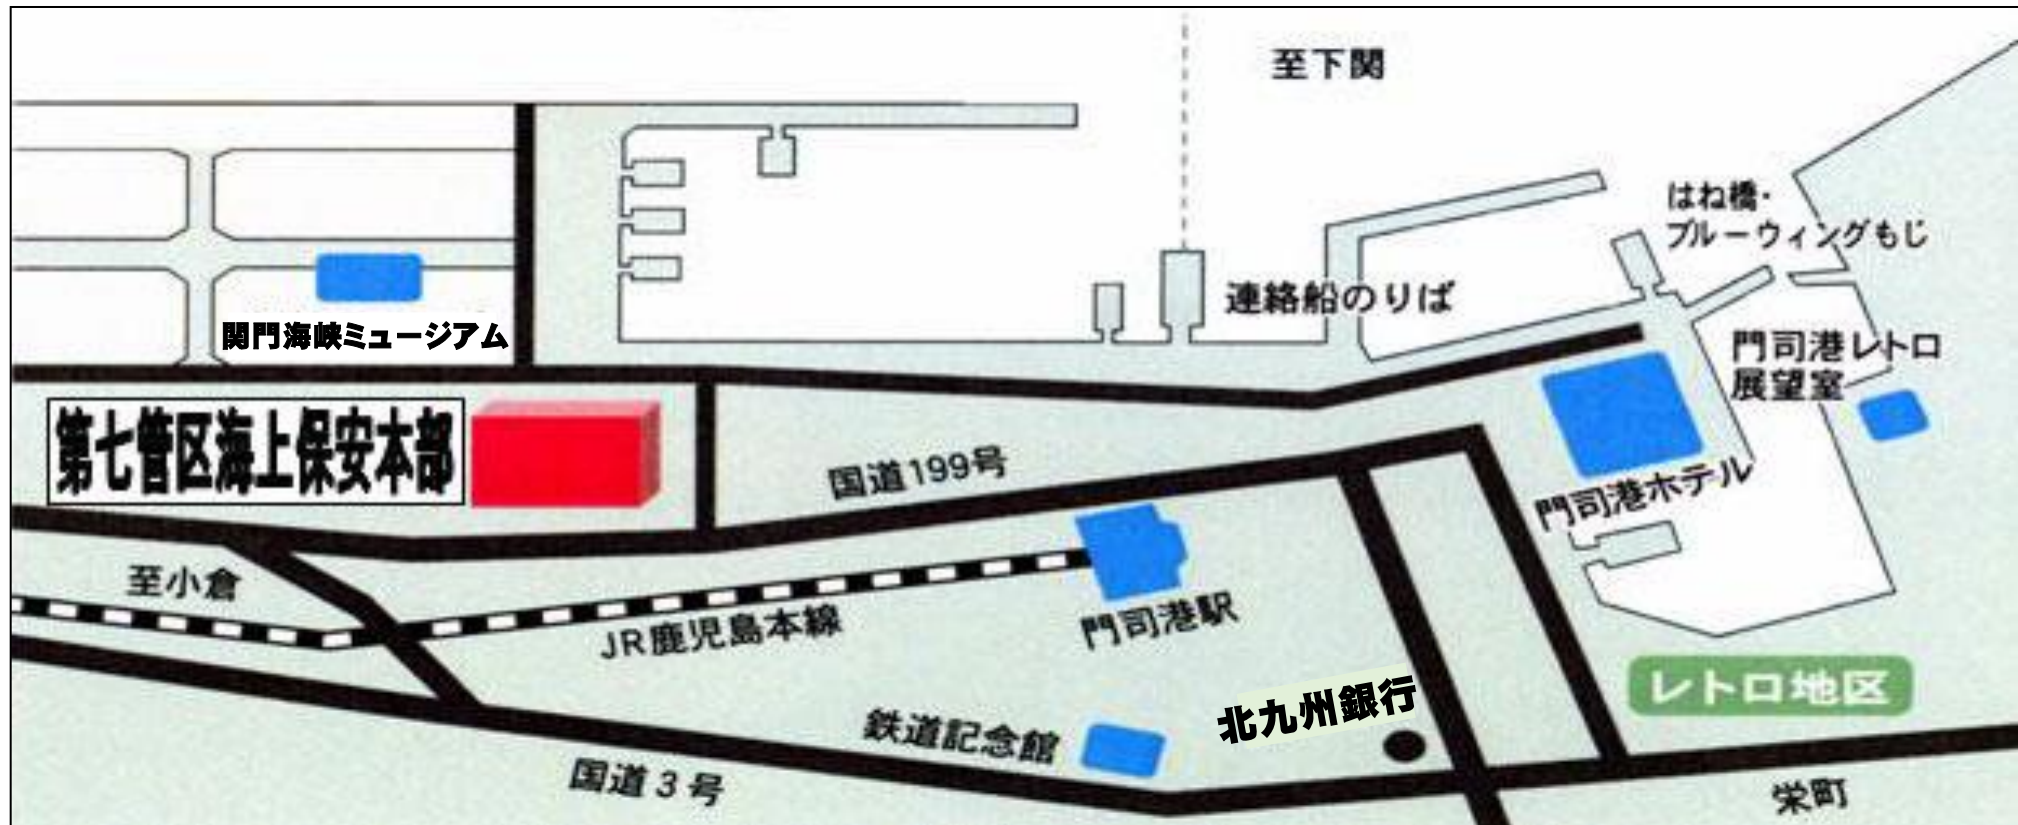 至下関
はね橋・
ブルーウィングもじ
連絡船のりば
関門海峡ミュージアム
門司港レトロ
展望室
第七管区海上保安本部
国道199号
門司港ホテル
至小倉
JR鹿児島本線
門司港駅
レトロ地区
北九州銀行
鉄道記念館
国道3号
栄町